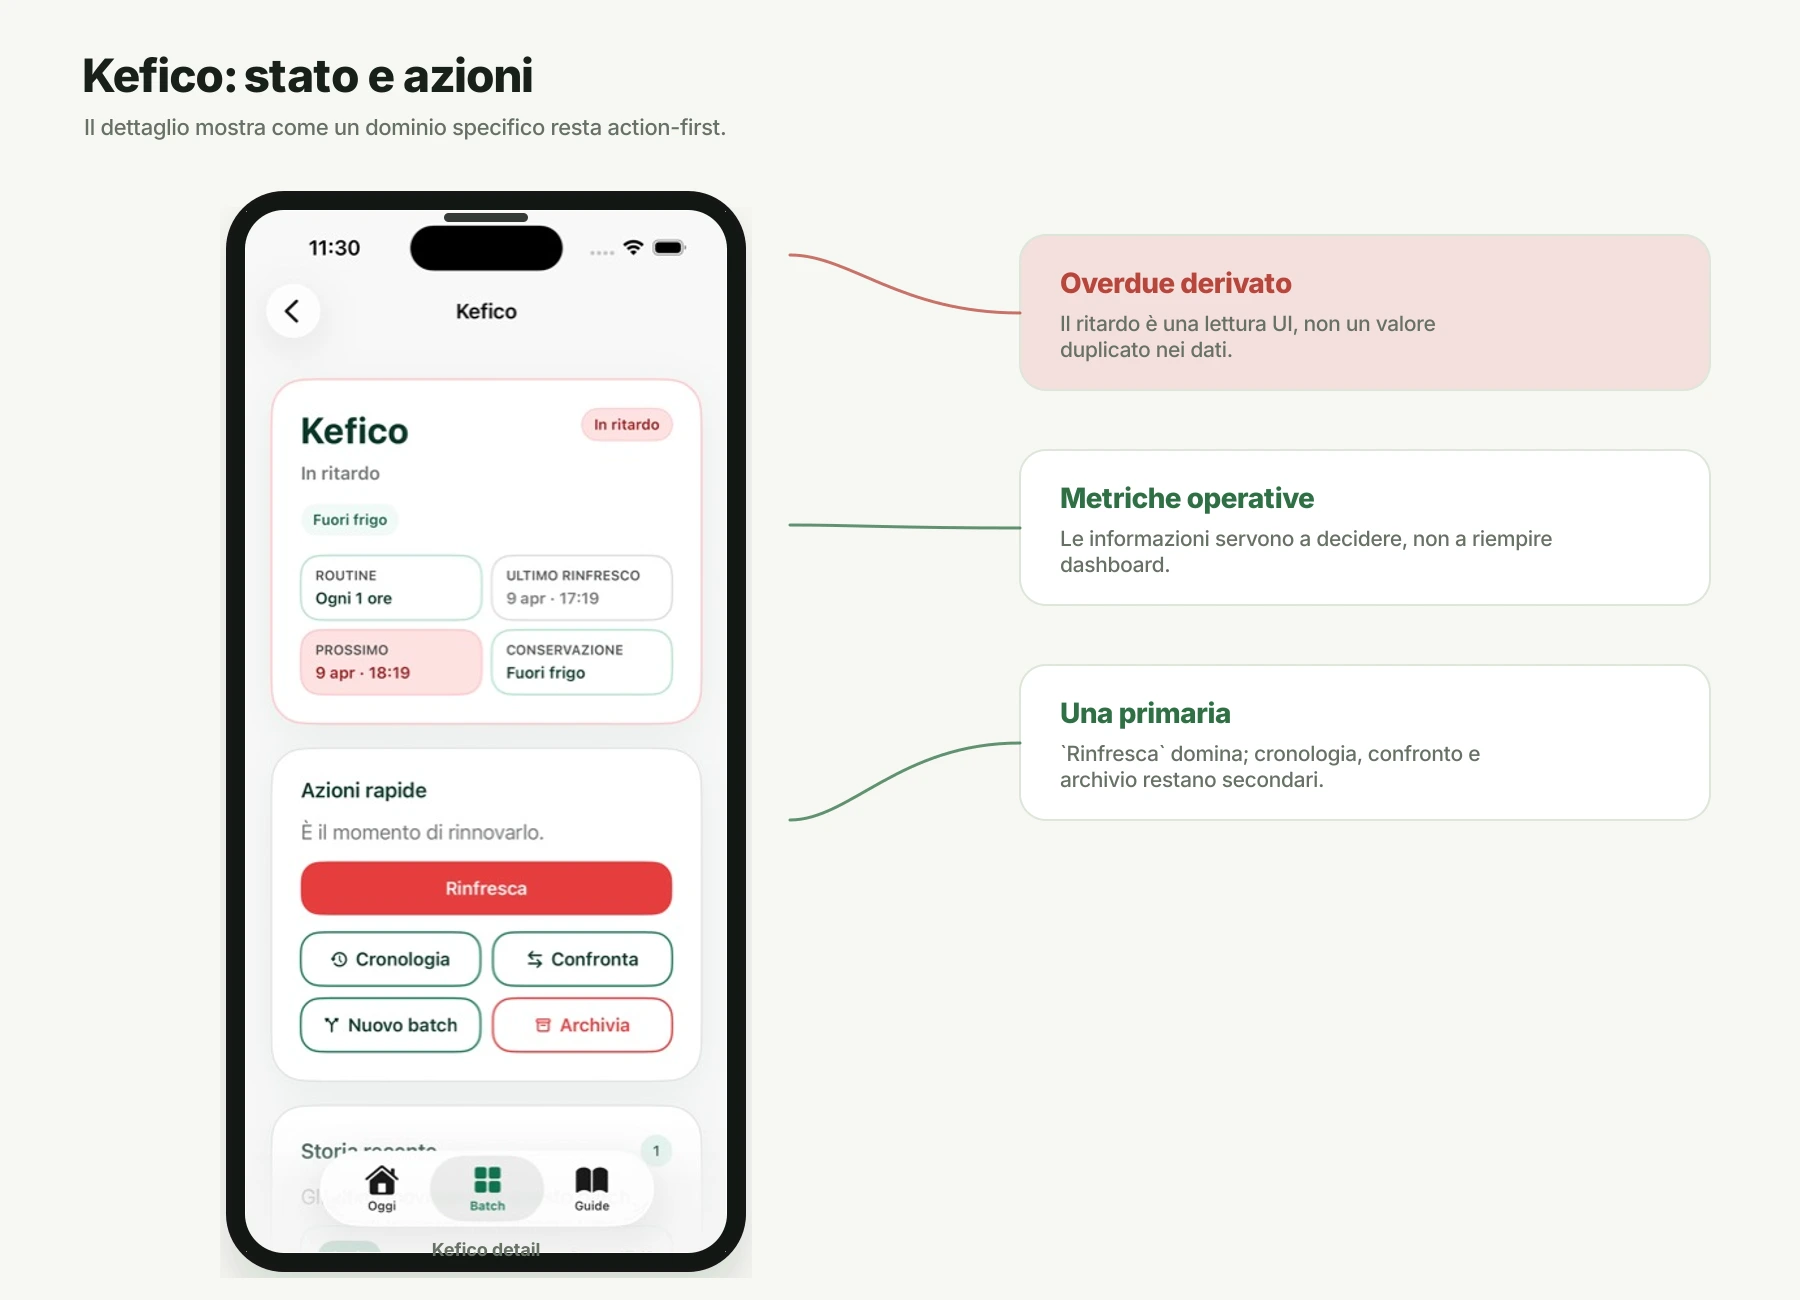 Kefico: stato e azioni
Il dettaglio mostra come un dominio specifico resta action-first.
11:30
Kefico
Kefico
In ritardo
In ritardo
Fuori frigo
ROUTINE
Ogni 1 ore
ULTIMO RINFRESCO
9 apr · 17:19
PROSSIMO
9 apr · 18:19
CONSERVAZIONE
Fuori frigo
Azioni rapide
È il momento di rinnovarlo.
Rinfresca
Cronologia
Confronta
Nuovo batch
Archivia
Storia recente
1
Oggi
Batch
Guide
Kefico detail
Overdue derivato
Il ritardo è una lettura UI, non un valore
duplicato nei dati.
Metriche operative
Le informazioni servono a decidere, non a riempire
dashboard.
Una primaria
`Rinfresca` domina; cronologia, confronto e
archivio restano secondari.